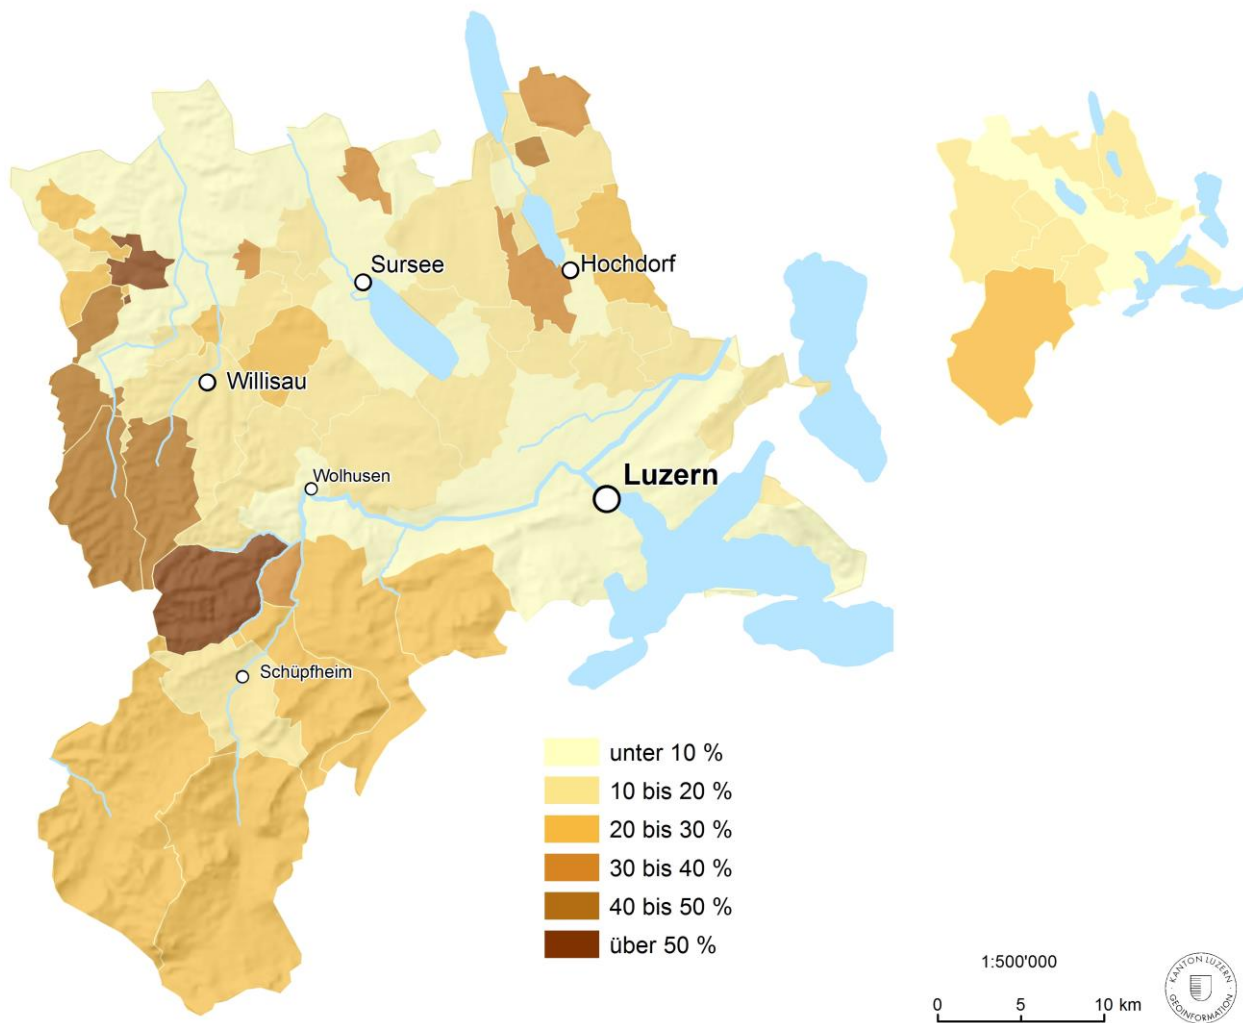 Sursee
Hochdorf
Willisau
Wolhusen
Luzern
Schüpfheim
unter 10 %
10 bis 20 %
20 bis 30 %
30 bis 40 %
40 bis 50 %
über 50 %
1:500'000
0 5 10 km
KANTON LUZERN
GEOINFORMATION